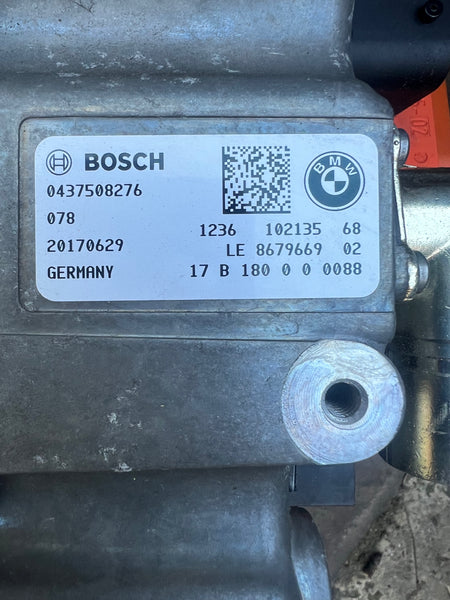 BOSCH
BMW
0437508276
078
1236 102135 68
20170629
LE 8679669 02
GERMANY
17 B 180 0 0 0088